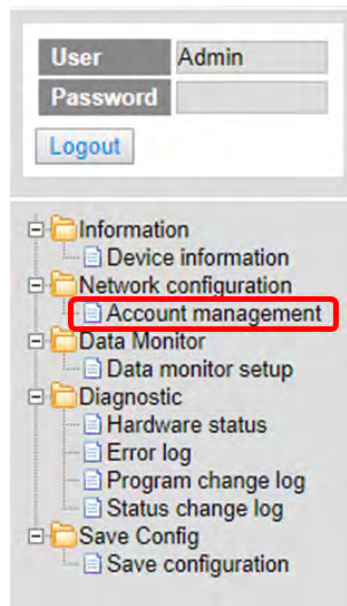 User Admin
Password
Logout
Information
Device information
Network configuration
Account management
Data Monitor
Data monitor setup
Diagnostic
Hardware status
Error log
Program change log
Status change log
Save Config
Save configuration